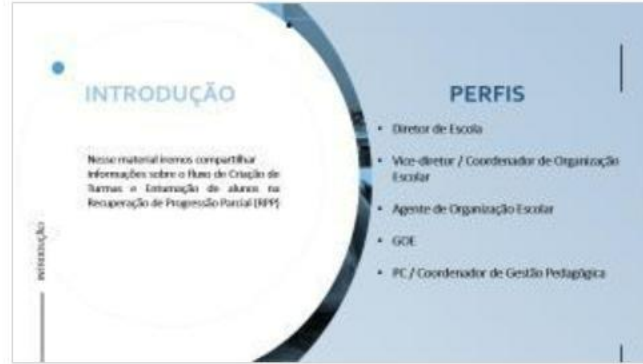 INTRODUÇÃO
Nesse material iremos compartilhar
informações sobre o fluxo de Criação de
Turmas e Enturmação de alunos na
Recuperação de Progressão Parcial (RPP)
INTRODUÇÃO
PERFIS
• Diretor de Escola
• Vice-diretor / Coordenador de Organização
Escolar
• Agente de Organização Escolar
• GOE
• PC / Coordenador de Gestão Pedagógica